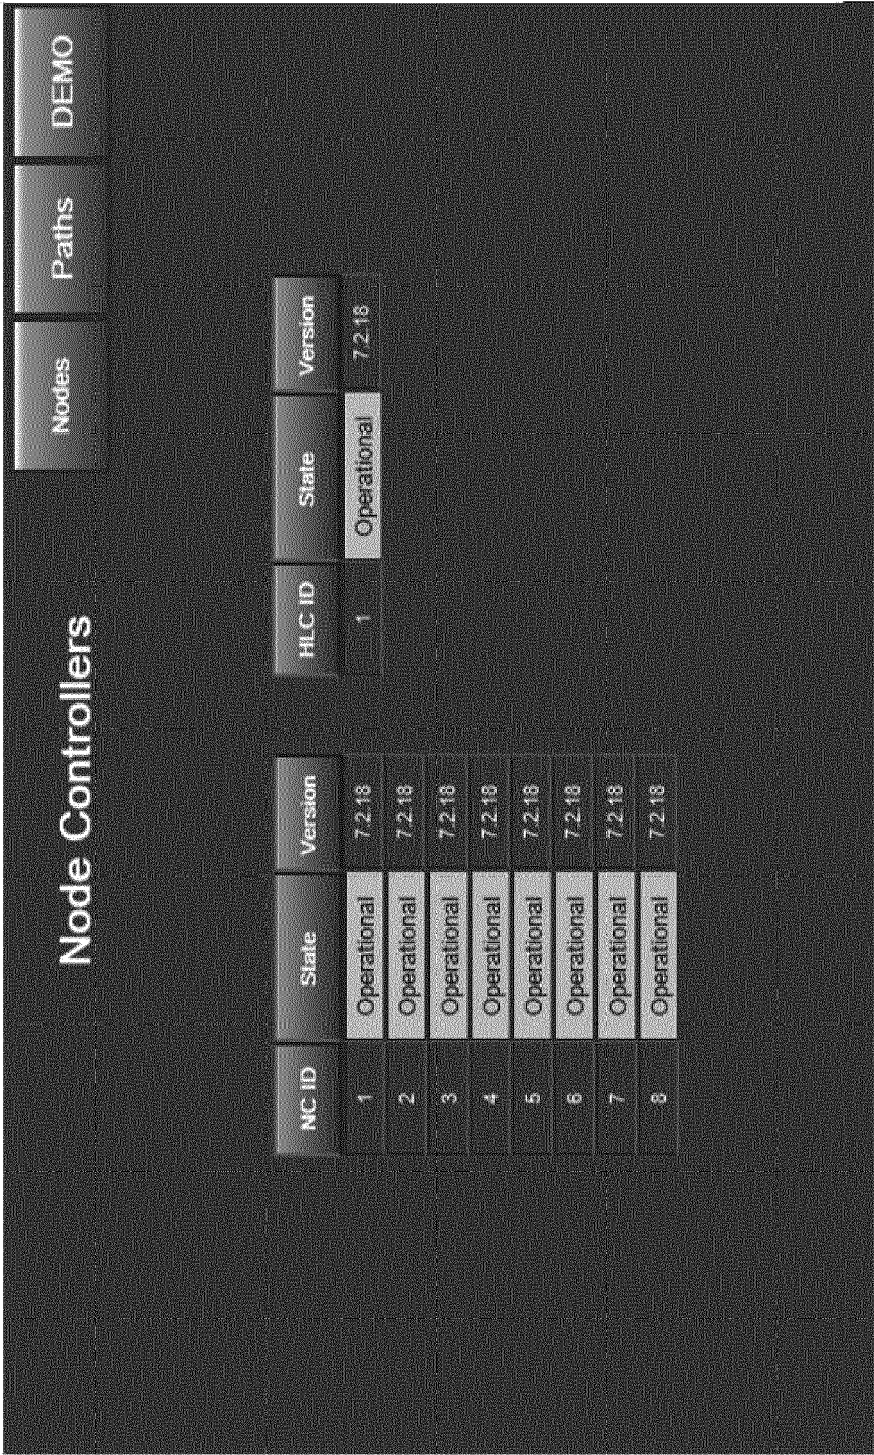 Node Controllers
Nodes Paths DEMO
NC ID State Version
1 Operational 7.2.18
2 Operational 7.2.18
3 Operational 7.2.18
4 Operational 7.2.18
5 Operational 7.2.18
6 Operational 7.2.18
7 Operational 7.2.18
8 Operational 7.2.18
HLC ID State Version
1 Operational 7.2.18